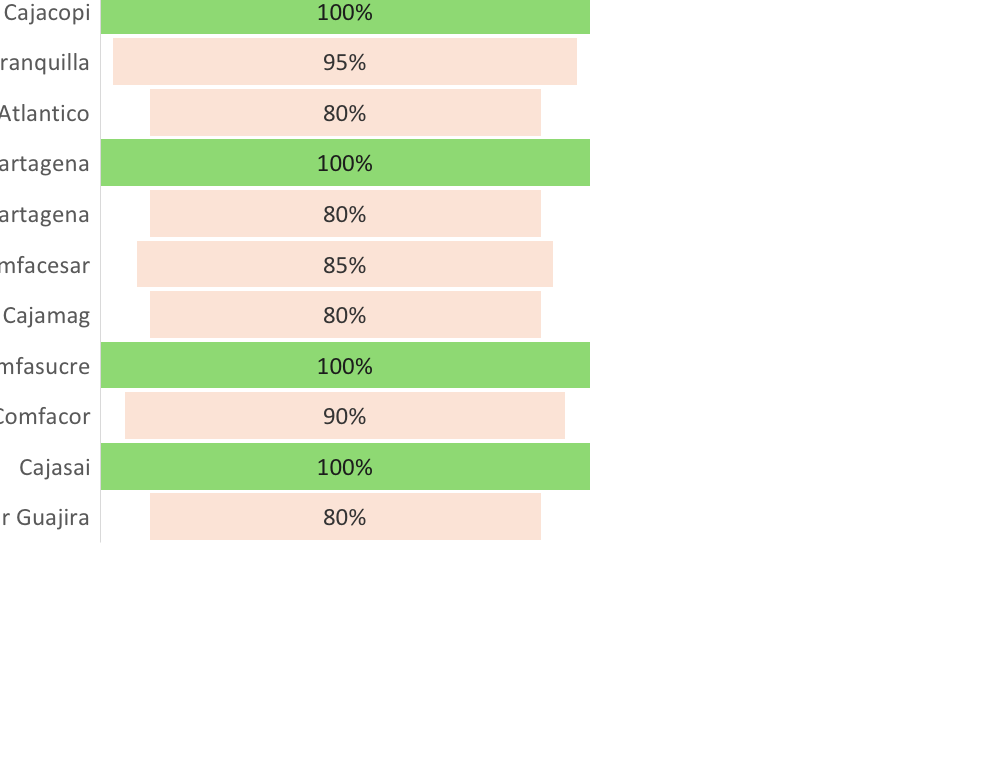 Cajacopi 100%
ranquilla 95%
Atlantico 80%
artagena 100%
artagena 80%
mfacesar 85%
Cajamag 80%
mfasucre 100%
Comfacor 90%
Cajasai 100%
r Guajira 80%